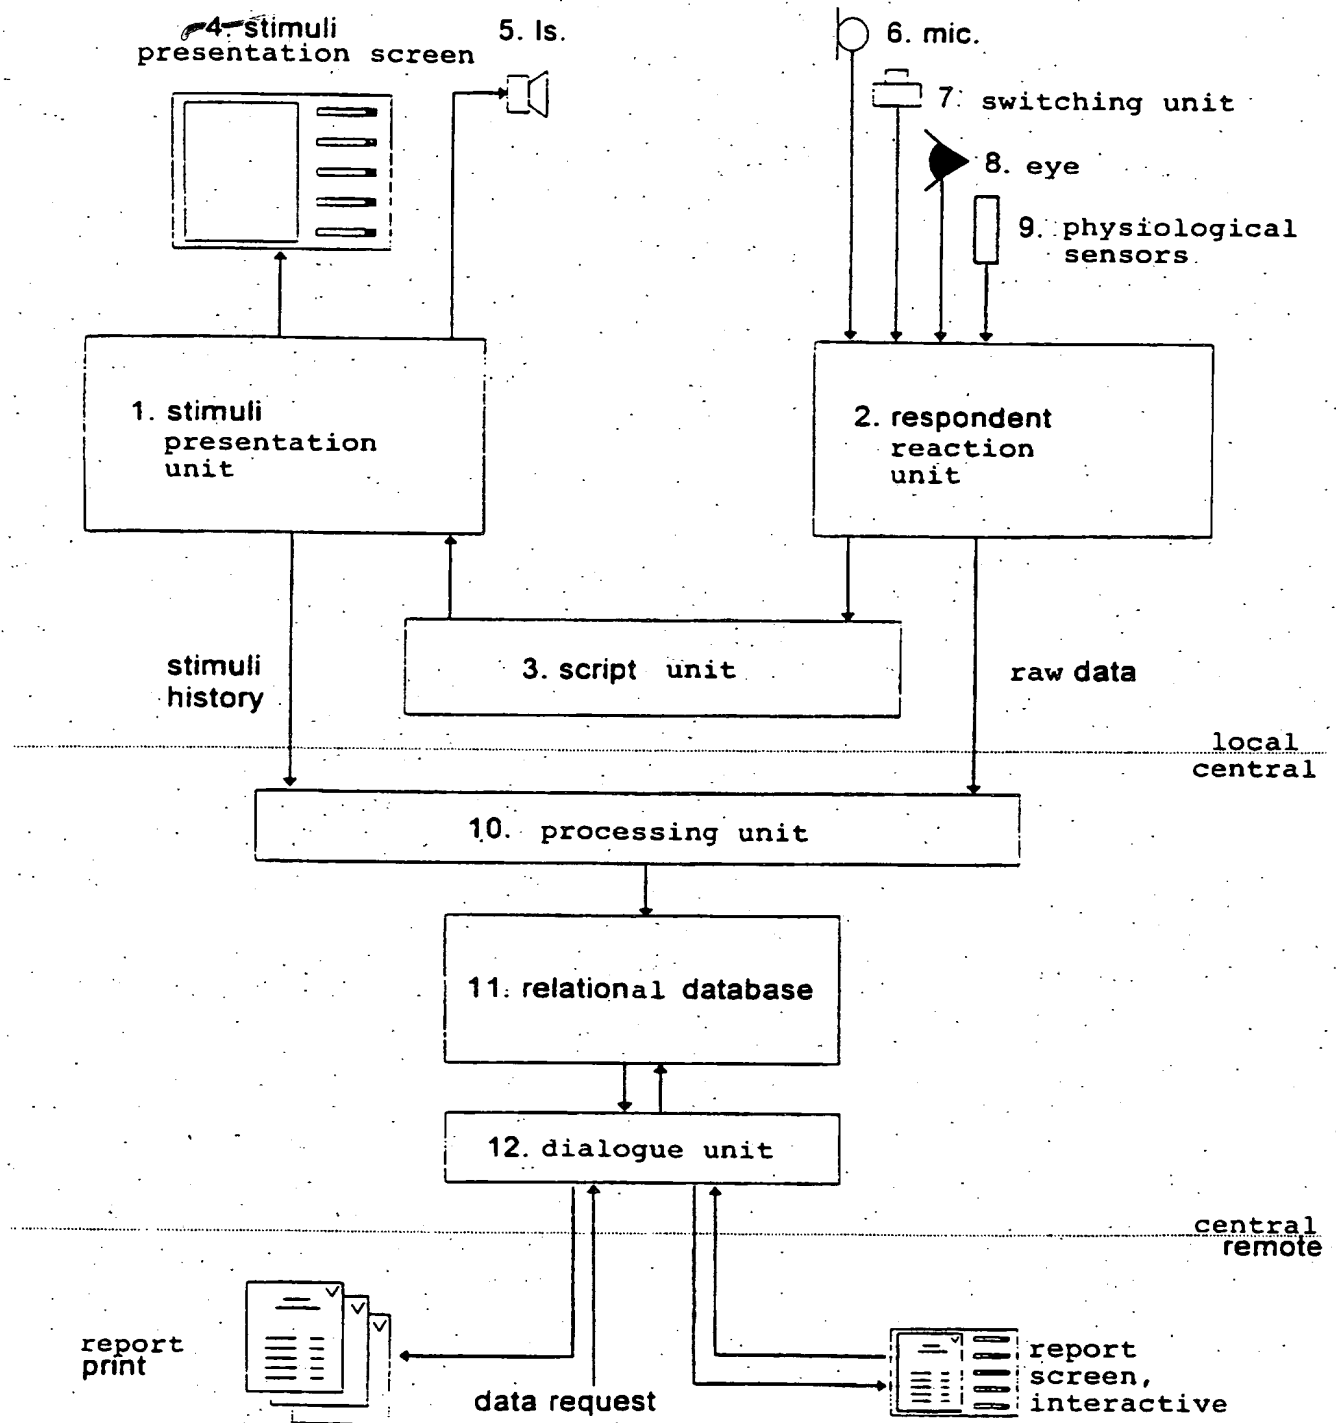 4. stimuli
presentation screen
5. ls.
6. mic.
7. switching unit
8. eye
9. physiological
sensors
1. stimuli
presentation
unit
2. respondent
reaction
unit
3. script unit
stimuli
history
raw data
local
central
10. processing unit
11. relational database
12. dialogue unit
central
remote
report
print
data request
report
screen,
interactive